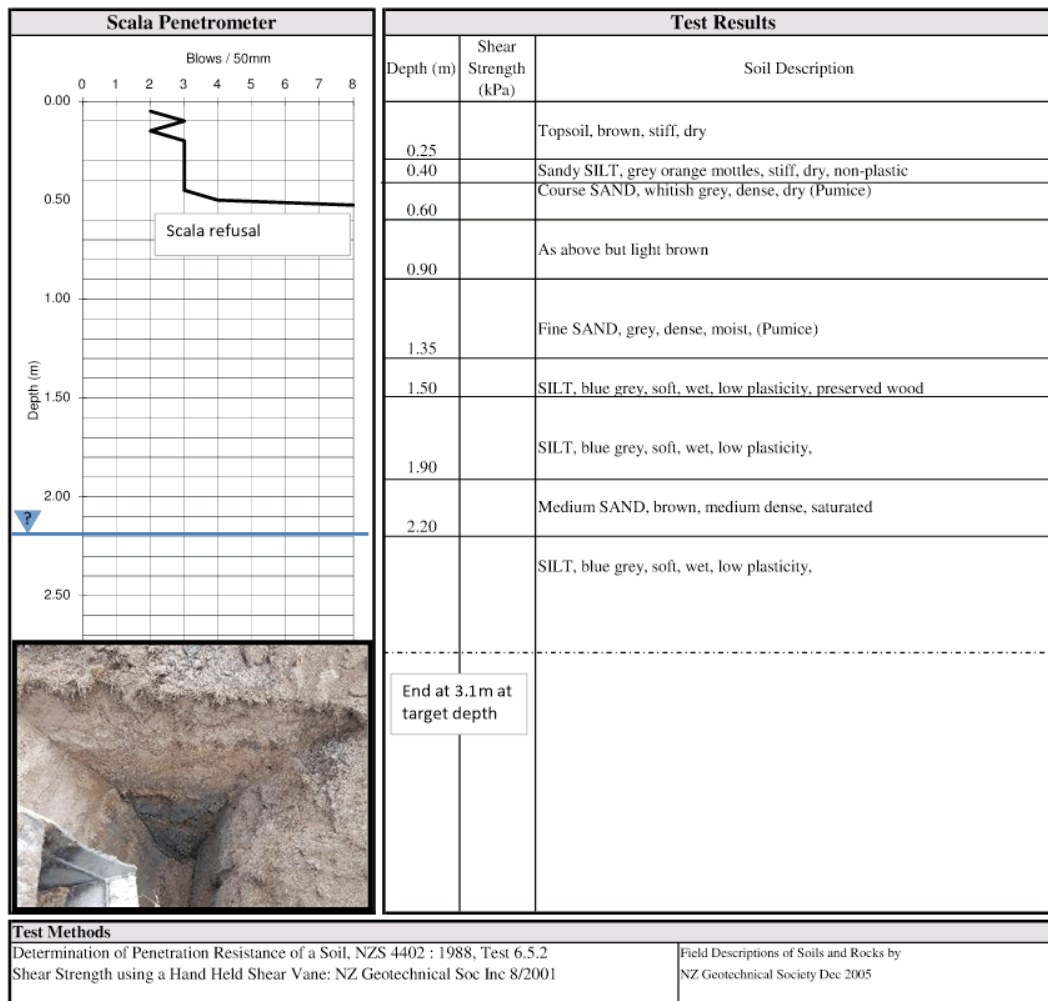 Scala Penetrometer
Blows / 50mm
0 1 2 3 4 5 6 7 8
0.00
0.50
Scala refusal
1.00
Depth (m)
1.50
2.00
?
2.50
Test Results
Depth (m) Shear Strength (kPa) Soil Description
Topsoil, brown, stiff, dry
0.25
0.40 Sandy SILT, grey orange mottles, stiff, dry, non-plastic
Course SAND, whitish grey, dense, dry (Pumice)
0.60
As above but light brown
0.90
Fine SAND, grey, dense, moist, (Pumice)
1.35
1.50 SILT, blue grey, soft, wet, low plasticity, preserved wood
SILT, blue grey, soft, wet, low plasticity,
1.90
Medium SAND, brown, medium dense, saturated
2.20
SILT, blue grey, soft, wet, low plasticity,
End at 3.1m at
target depth
Test Methods
Determination of Penetration Resistance of a Soil, NZS 4402 : 1988, Test 6.5.2
Shear Strength using a Hand Held Shear Vane: NZ Geotechnical Soc Inc 8/2001
Field Descriptions of Soils and Rocks by
NZ Geotechnical Society Dec 2005